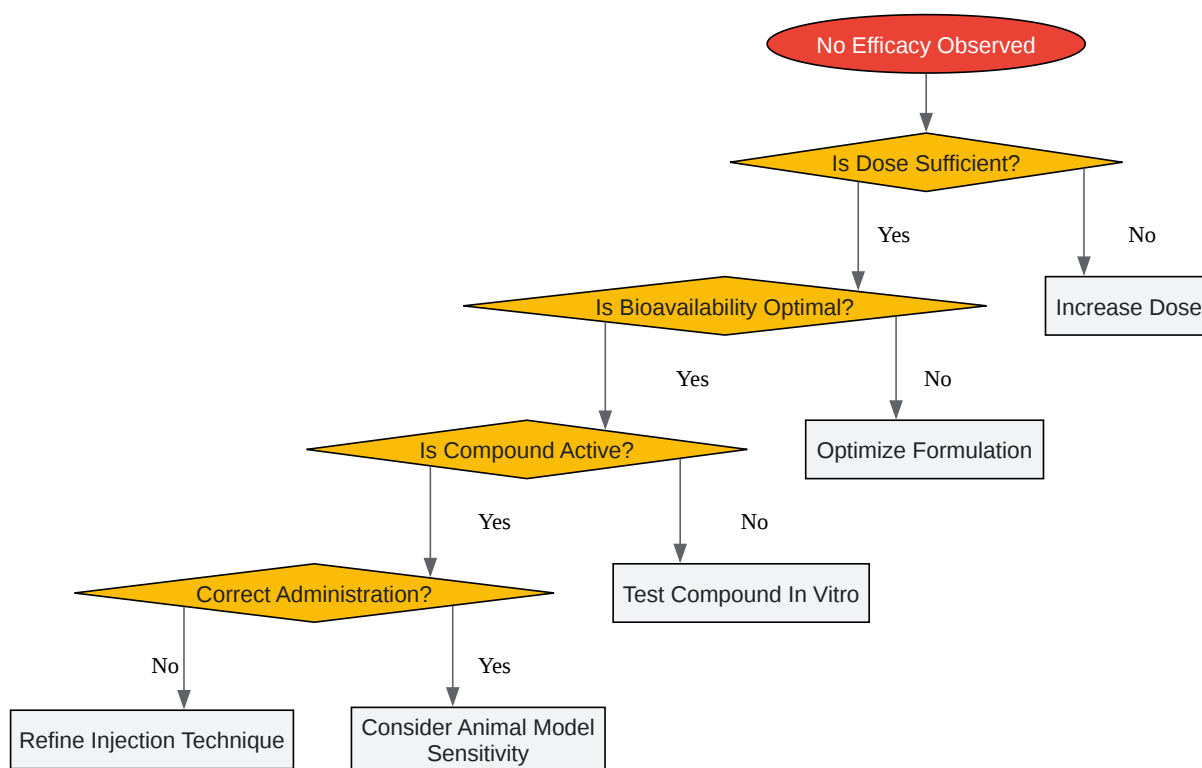 No Efficacy Observed
Is Dose Sufficient?
Yes
No
Is Bioavailability Optimal?
Increase Dose
Yes
No
Is Compound Active?
Optimize Formulation
Yes
No
Correct Administration?
Test Compound In Vitro
No
Yes
Refine Injection Technique
Consider Animal Model
Sensitivity